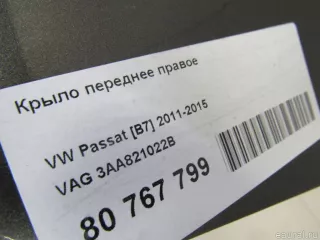 Крыло переднее правое
VW Passat [B7] 2011-2015
VAG 3AA821022B
80 767 799